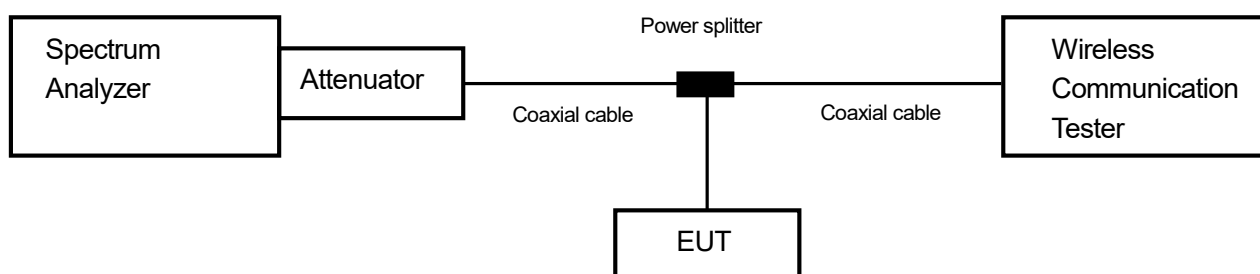 Power splitter
Spectrum
Analyzer
Attenuator
Wireless
Communication
Tester
Coaxial cable
Coaxial cable
EUT